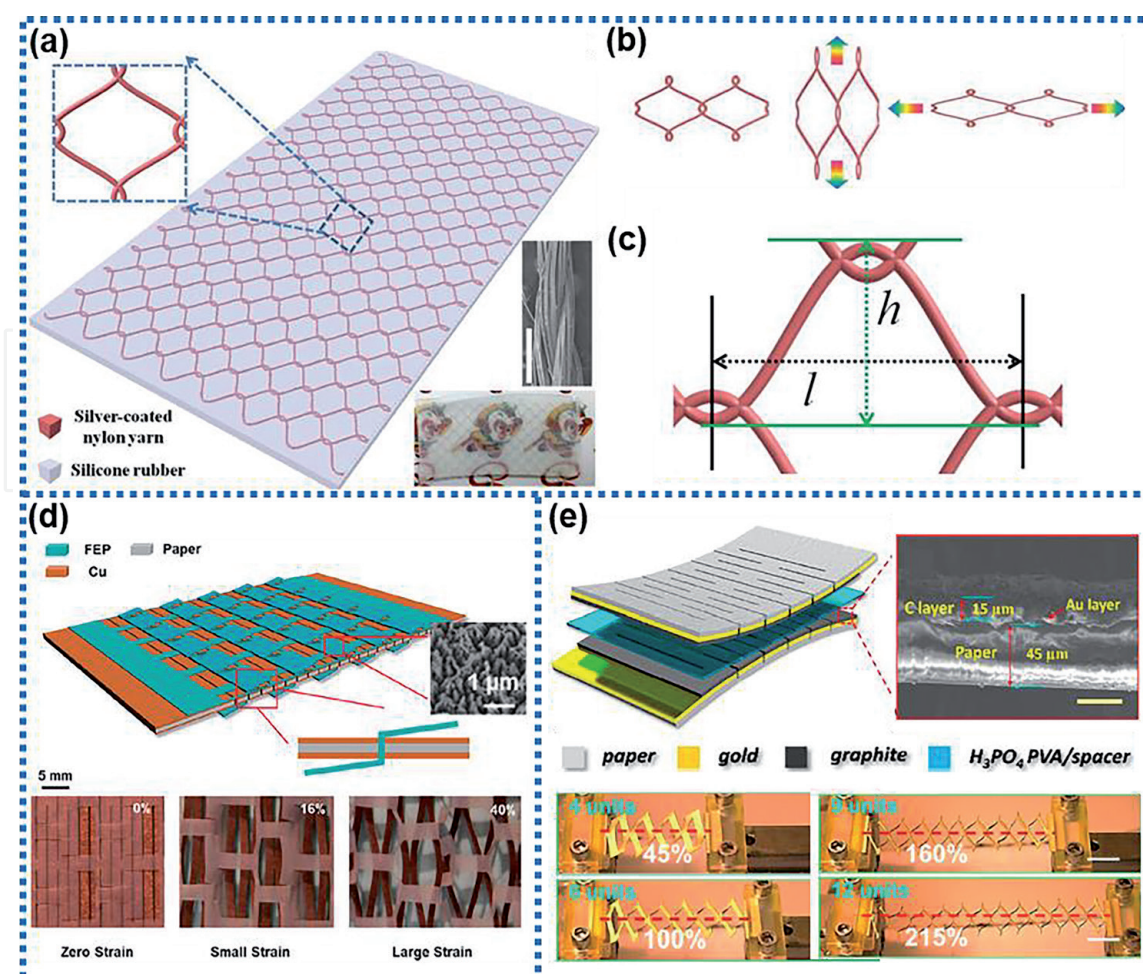 (a)
Silver-coated
nylon yarn
Silicone rubber
(b)
(c)
h
l
(d)
FEP
Paper
Cu
1 μm
5 mm
0%
16%
40%
Zero Strain
Small Strain
Large Strain
(e)
C layer
15 μm
Au layer
Paper
45 μm
paper
gold
graphite
H₃PO₄ PVA/spacer
4 units
45%
9 units
160%
6 units
100%
12 units
215%